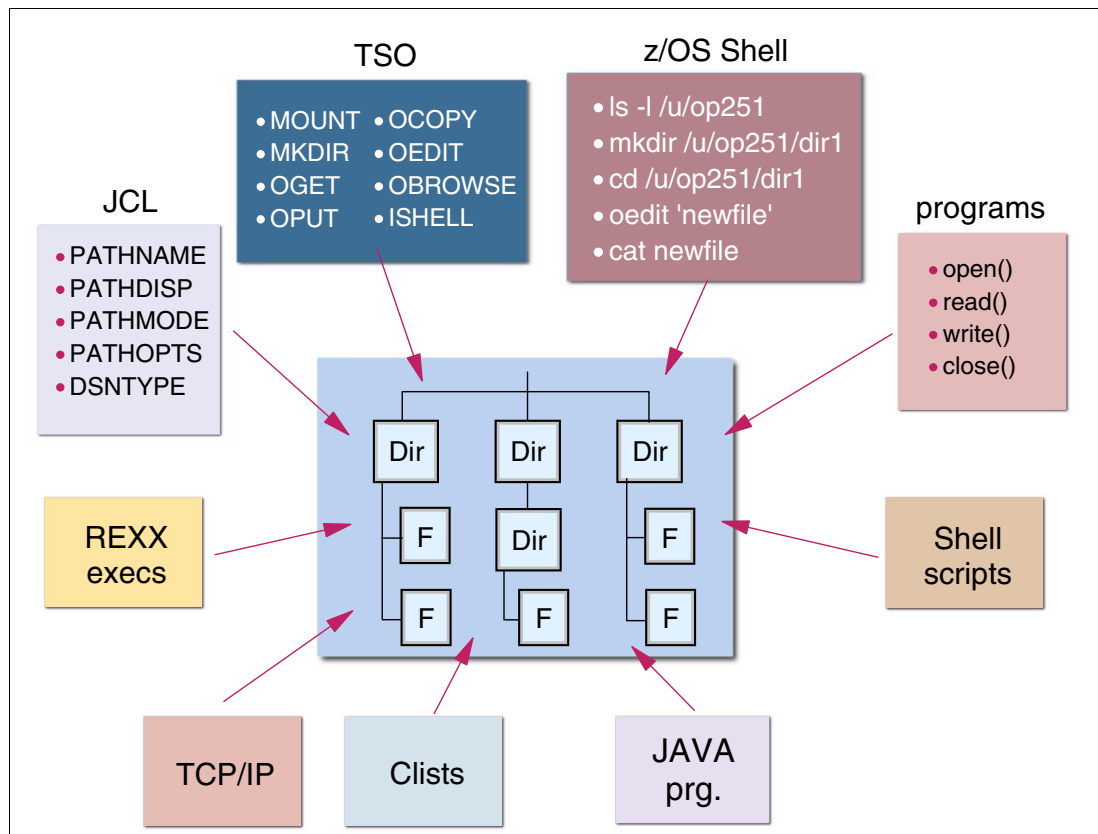 TSO
• MOUNT • OCOPY
• MKDIR • OEDIT
• OGET • OBROWSE
• OPUT • ISHELL
z/OS Shell
• ls -l /u/op251
• mkdir /u/op251/dir1
• cd /u/op251/dir1
• oedit 'newfile'
• cat newfile
JCL
• PATHNAME
• PATHDISP
• PATHMODE
• PATHOPTS
• DSNTYPE
programs
• open()
• read()
• write()
• close()
Dir Dir Dir
F Dir F
F F F
REXX
execs
Shell
scripts
TCP/IP
Clists
JAVA
prg.